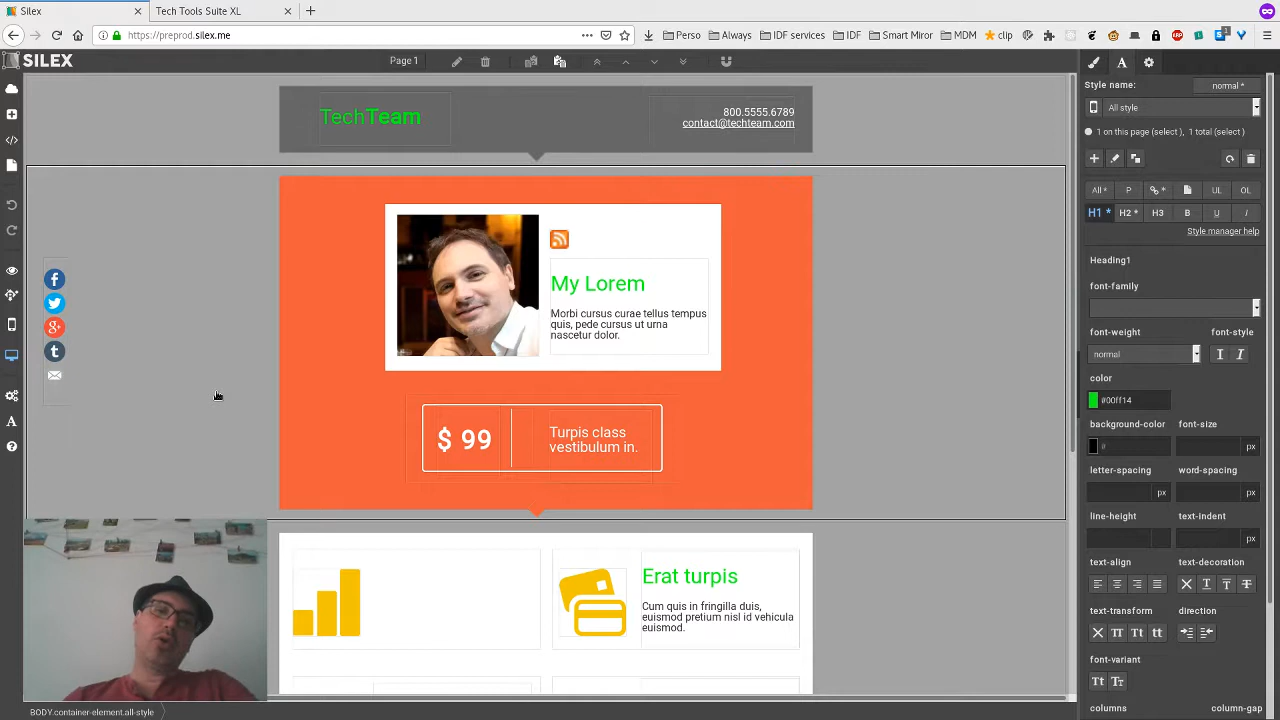 Silex
Tech Tools Suite XL
https://preprod.silex.me
Perso
Always
IDF services
IDF
Smart Miror
MDM
clip
SILEX
Page 1
TechTeam
800.5555.6789
contact@techteam.com
My Lorem
Morbi cursus curae tellus tempus
quis, pede cursus ut urna
nascetur dolor.
$ 99
Turpis class
vestibulum in.
Erat turpis
Cum quis in fringilla duis,
euismod pretium nisl id vehicula
euismod.
BODY.container-element.all-style
Style name:
normal *
All style
1 on this page (select ), 1 total (select )
All *
P
UL
OL
H1 *
H2 *
H3
B
U
I
Style manager help
Heading1
font-family
font-weight
font-style
normal
color
#00ff14
background-color
font-size
#
px
letter-spacing
word-spacing
px
px
line-height
text-indent
px
text-align
text-decoration
text-transform
direction
font-variant
columns
column-gap